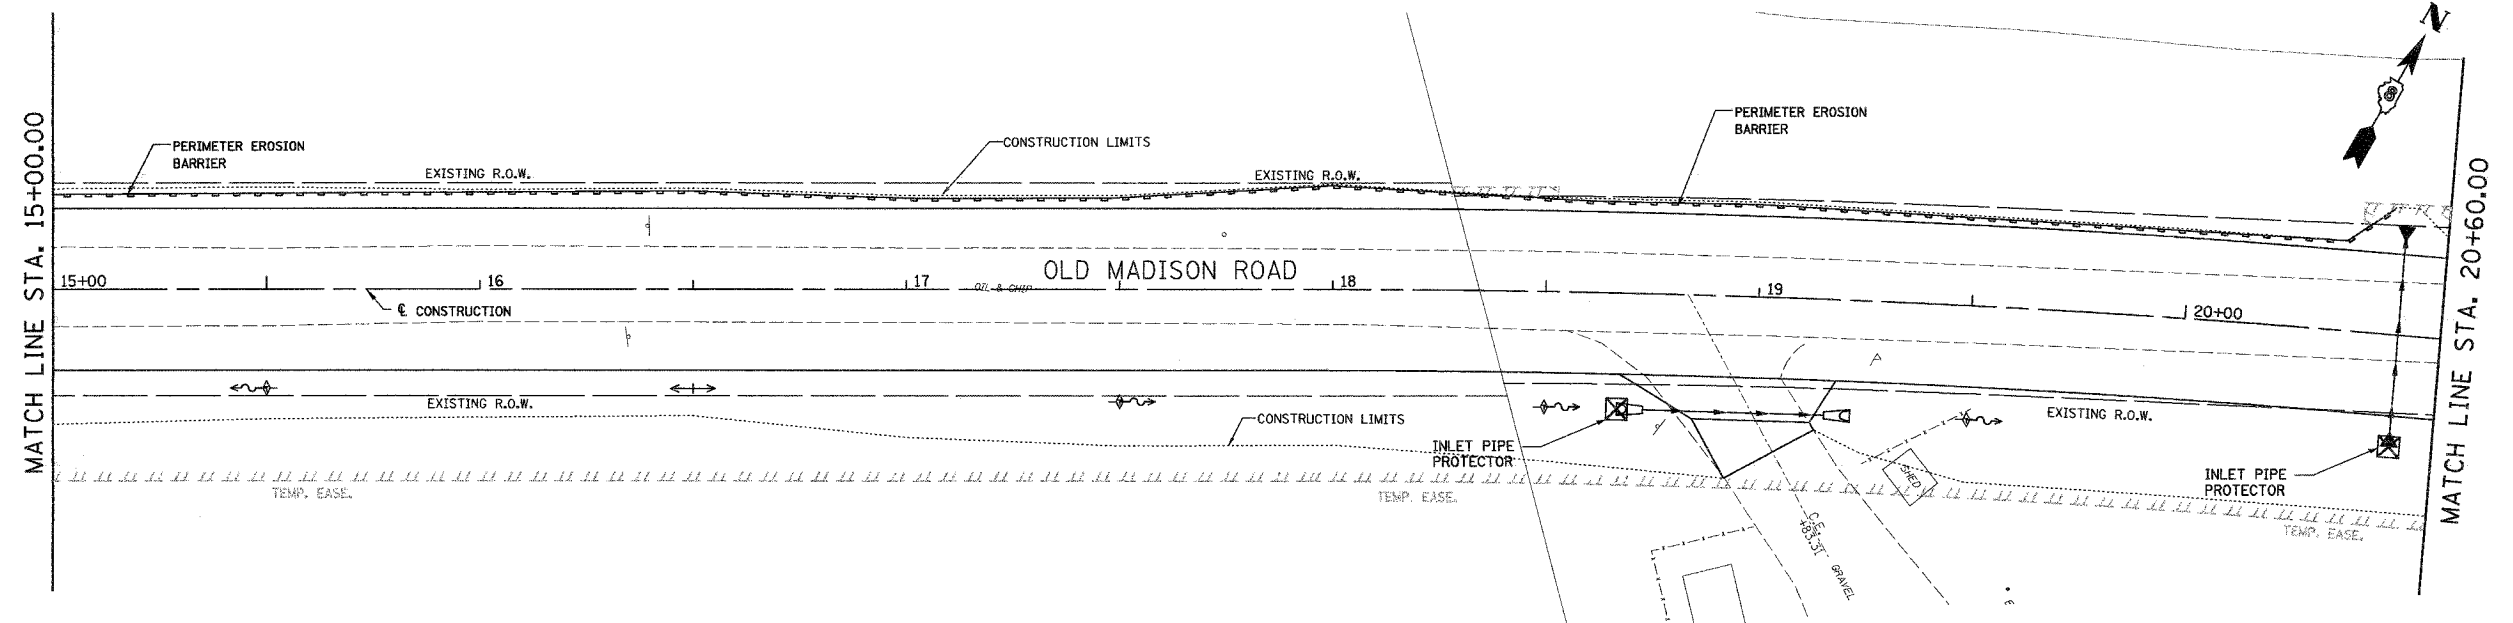 N
MATCH LINE STA. 15+00.00
PERIMETER EROSION
BARRIER
EXISTING R.O.W.
CONSTRUCTION LIMITS
EXISTING R.O.W.
PERIMETER EROSION
BARRIER
MATCH LINE STA. 20+60.00
OLD MADISON ROAD
15+00
16
17
OIL & CHIP
18
19
20+00
℄ CONSTRUCTION
EXISTING R.O.W.
CONSTRUCTION LIMITS
INLET PIPE
PROTECTOR
EXISTING R.O.W.
SHED
INLET PIPE
PROTECTOR
TEMP. EASE.
TEMP. EASE.
TEMP. EASE.
C.E.
+83.31
GRAVEL
E